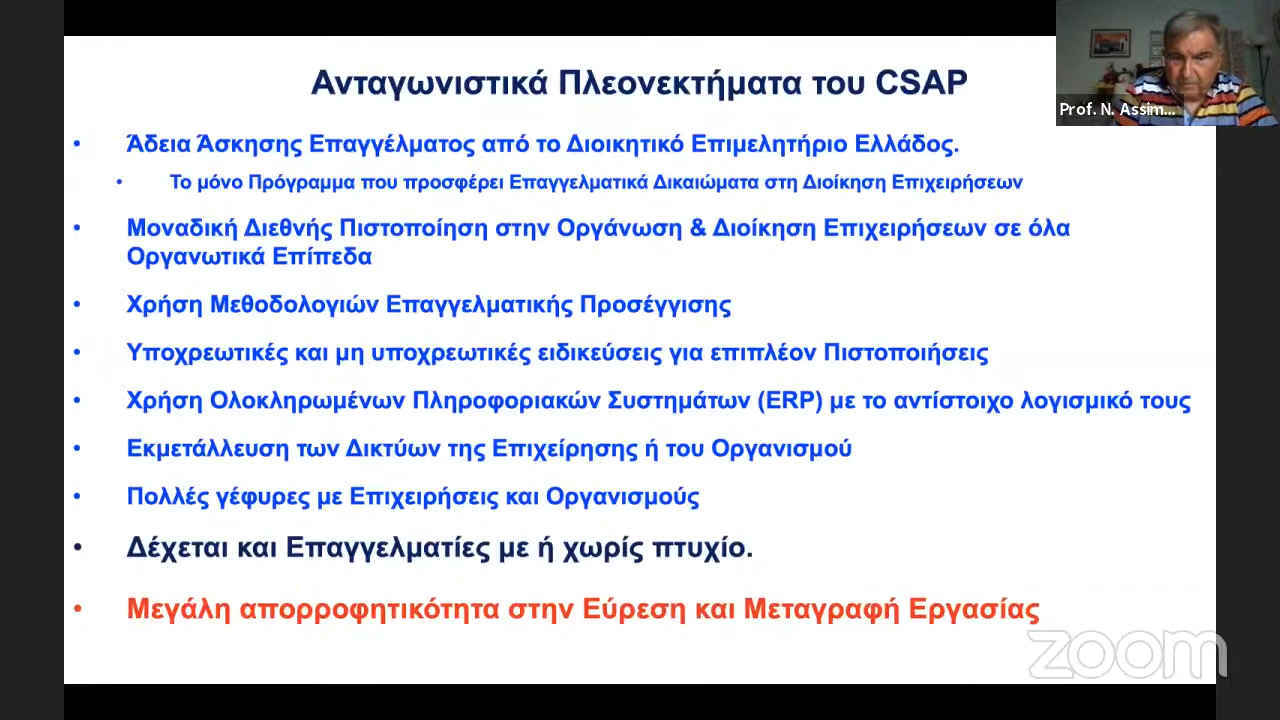 Ανταγωνιστικά Πλεονεκτήματα του CSAP
Prof. N. Assim...
• Άδεια Άσκησης Επαγγέλματος από το Διοικητικό Επιμελητήριο Ελλάδος.
• Το μόνο Πρόγραμμα που προσφέρει Επαγγελματικά Δικαιώματα στη Διοίκηση Επιχειρήσεων
• Μοναδική Διεθνής Πιστοποίηση στην Οργάνωση & Διοίκηση Επιχειρήσεων σε όλα
Οργανωτικά Επίπεδα
• Χρήση Μεθοδολογιών Επαγγελματικής Προσέγγισης
• Υποχρεωτικές και μη υποχρεωτικές ειδικεύσεις για επιπλέον Πιστοποιήσεις
• Χρήση Ολοκληρωμένων Πληροφοριακών Συστημάτων (ERP) με το αντίστοιχο λογισμικό τους
• Εκμετάλλευση των Δικτύων της Επιχείρησης ή του Οργανισμού
• Πολλές γέφυρες με Επιχειρήσεις και Οργανισμούς
• Δέχεται και Επαγγελματίες με ή χωρίς πτυχίο.
• Μεγάλη απορροφητικότητα στην Εύρεση και Μεταγραφή Εργασίας
zoom